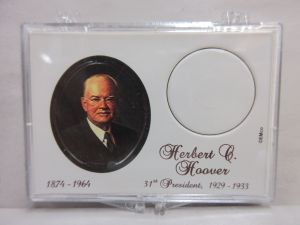 Herbert C.
Hoover
1874 - 1964
31st President, 1929 - 1933